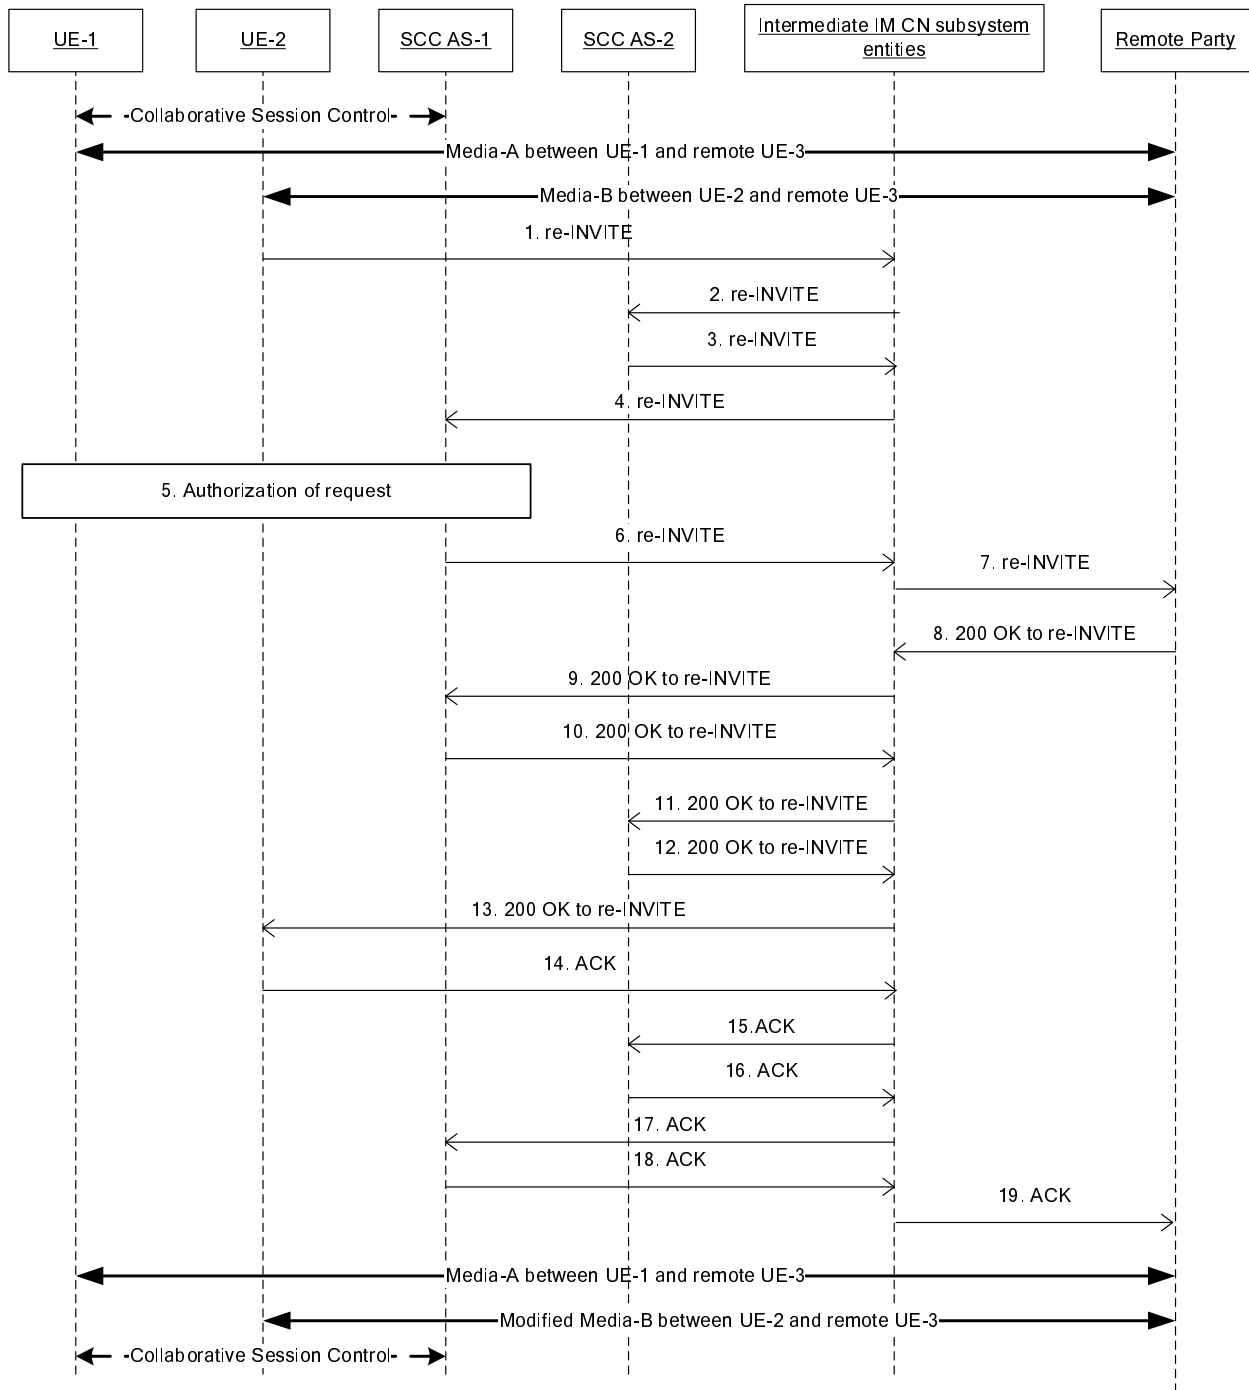 UE-1
UE-2
SCC AS-1
SCC AS-2
Intermediate IM CN subsystem
entities
Remote Party
-Collaborative Session Control-
Media-A between UE-1 and remote UE-3
Media-B between UE-2 and remote UE-3
1. re-INVITE
2. re-INVITE
3. re-INVITE
4. re-INVITE
5. Authorization of request
6. re-INVITE
7. re-INVITE
8. 200 OK to re-INVITE
9. 200 OK to re-INVITE
10. 200 OK to re-INVITE
11. 200 OK to re-INVITE
12. 200 OK to re-INVITE
13. 200 OK to re-INVITE
14. ACK
15.ACK
16. ACK
17. ACK
18. ACK
19. ACK
Media-A between UE-1 and remote UE-3
Modified Media-B between UE-2 and remote UE-3
-Collaborative Session Control-